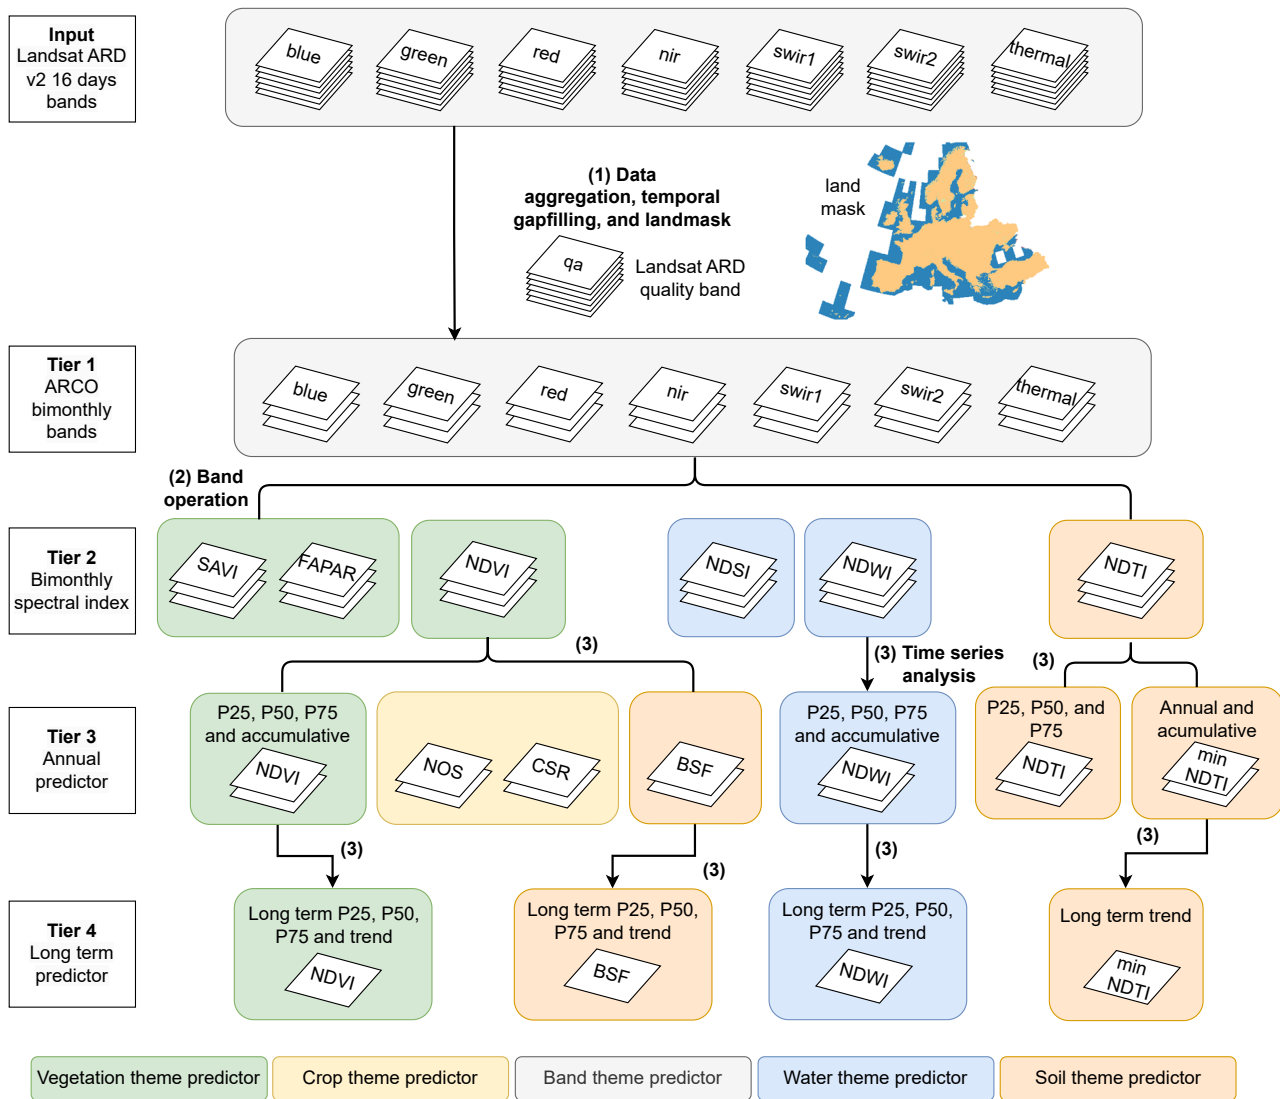 Input
Landsat ARD
v2 16 days
bands
blue
green
red
nir
swir1
swir2
thermal
(1) Data
aggregation, temporal
gapfilling, and landmask
qa
Landsat ARD
quality band
land
mask
Tier 1
ARCO
bimonthly
bands
blue
green
red
nir
swir1
swir2
thermal
(2) Band
operation
Tier 2
Bimonthly
spectral index
SAVI
FAPAR
NDVI
NDSI
NDWI
NDTI
(3)
(3) Time series
analysis
(3)
Tier 3
Annual
predictor
P25, P50, P75
and accumulative
NDVI
NOS
CSR
BSF
P25, P50, P75
and accumulative
NDWI
P25, P50, and
P75
NDTI
Annual and
acumulative
min
NDTI
(3)
(3)
(3)
(3)
Tier 4
Long term
predictor
Long term P25, P50,
P75 and trend
NDVI
Long term P25, P50,
P75 and trend
BSF
Long term P25, P50,
P75 and trend
NDWI
Long term trend
min
NDTI
Vegetation theme predictor
Crop theme predictor
Band theme predictor
Water theme predictor
Soil theme predictor